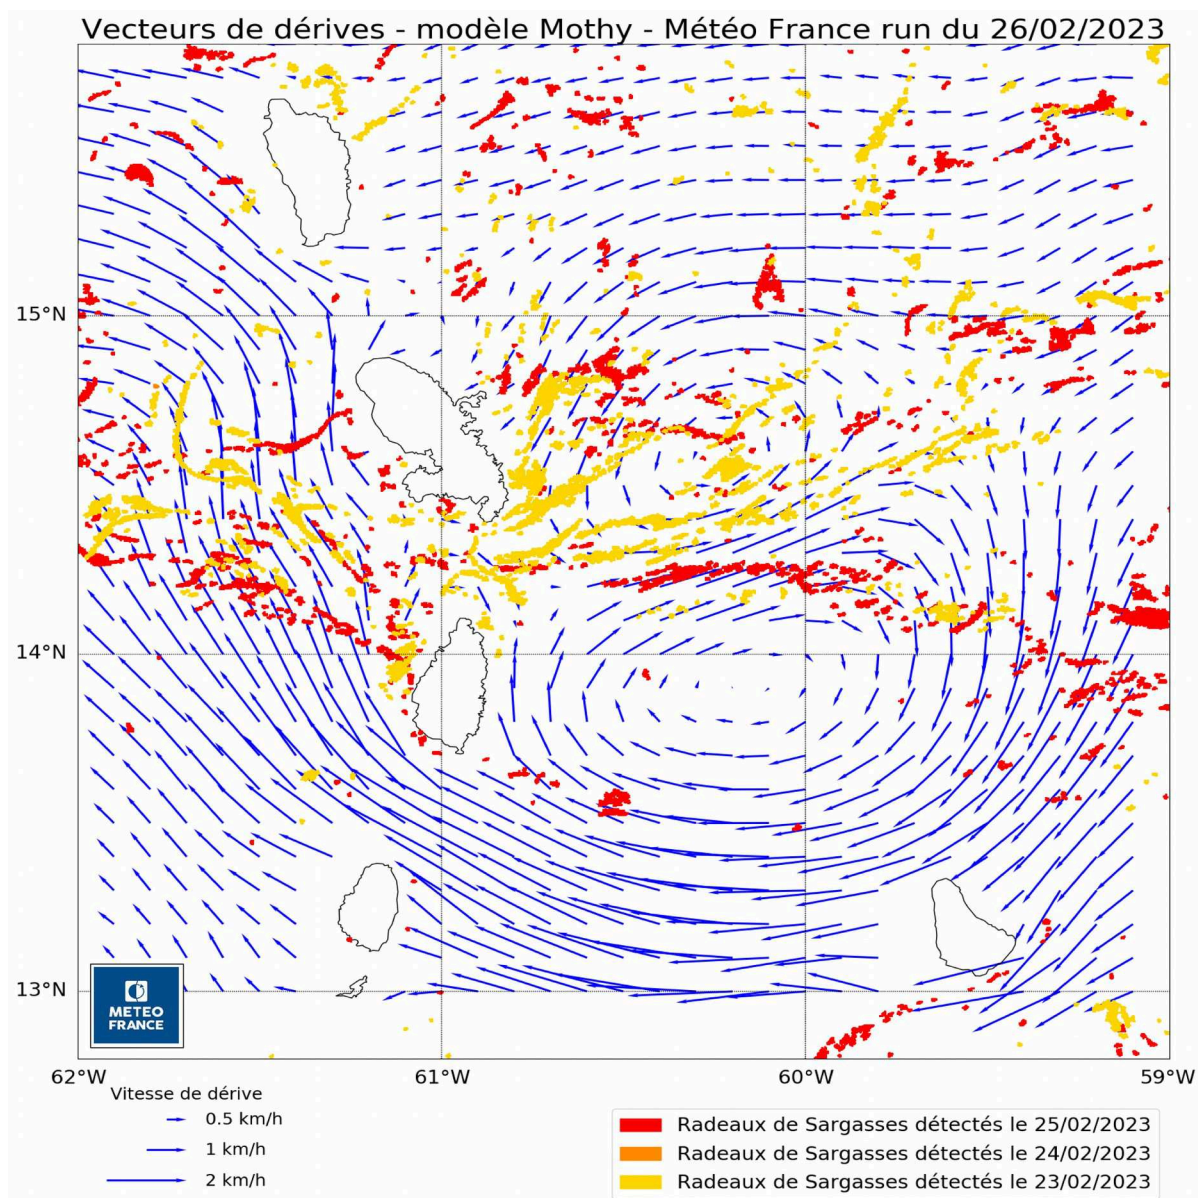 Vecteurs de dérives - modèle Mothy - Météo France run du 26/02/2023
15°N
14°N
13°N
METEO
FRANCE
62°W
61°W
60°W
59°W
Vitesse de dérive
0.5 km/h
1 km/h
2 km/h
Radeaux de Sargasses détectés le 25/02/2023
Radeaux de Sargasses détectés le 24/02/2023
Radeaux de Sargasses détectés le 23/02/2023